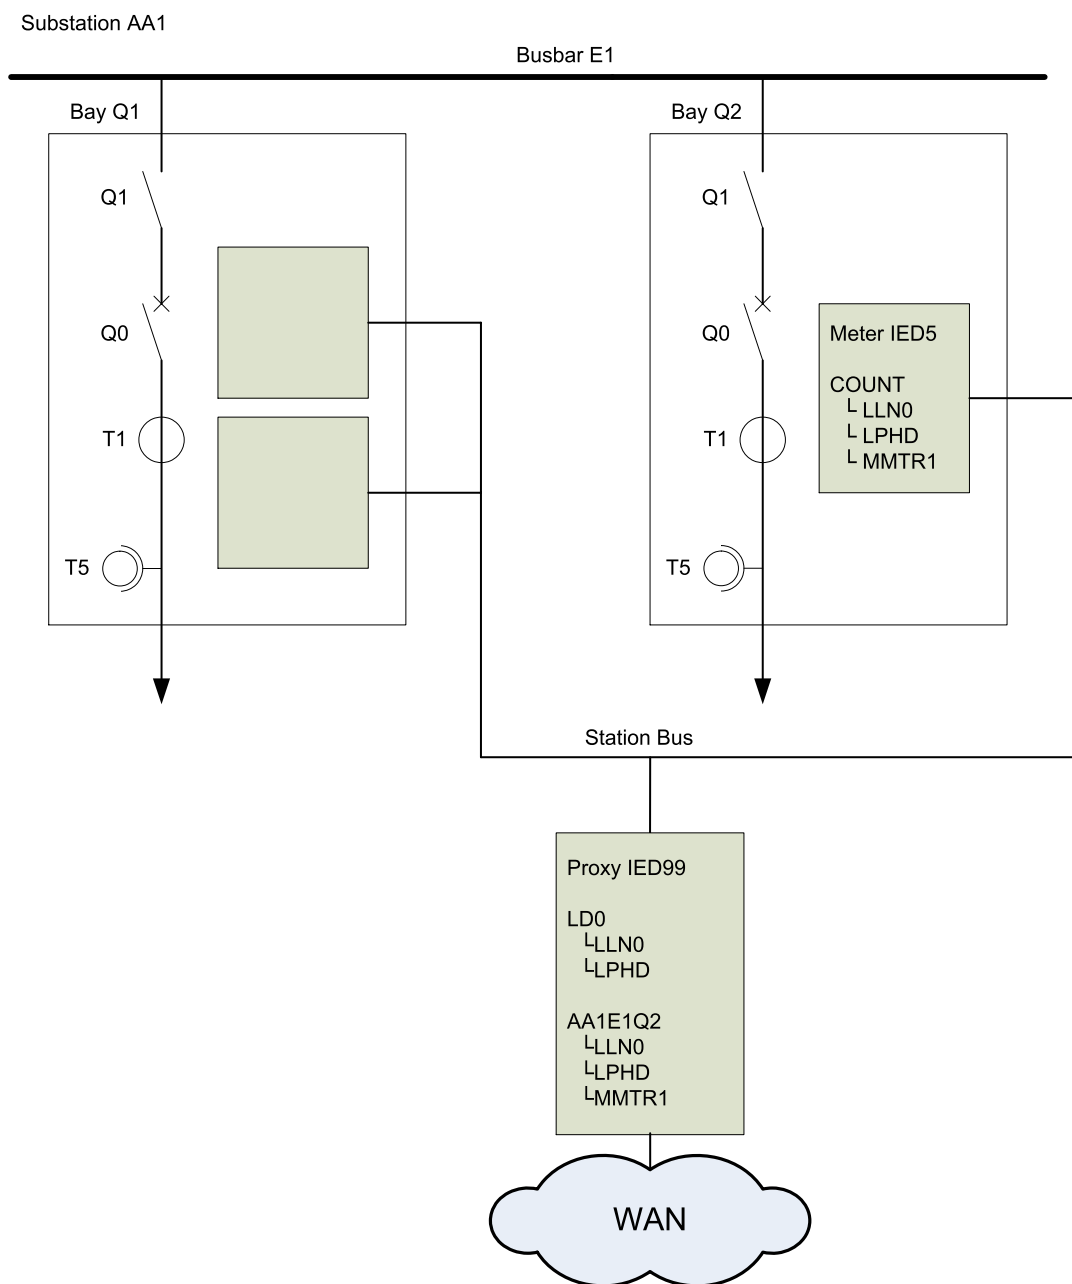 Substation AA1
Busbar E1
Bay Q1
Bay Q2
Q1
Q1
Q0
Q0
Meter IED5
COUNT
└ LLN0
└ LPHD
└ MMTR1
T1
T1
T5
T5
Station Bus
Proxy IED99
LD0
└LLN0
└LPHD
AA1E1Q2
└LLN0
└LPHD
└MMTR1
WAN